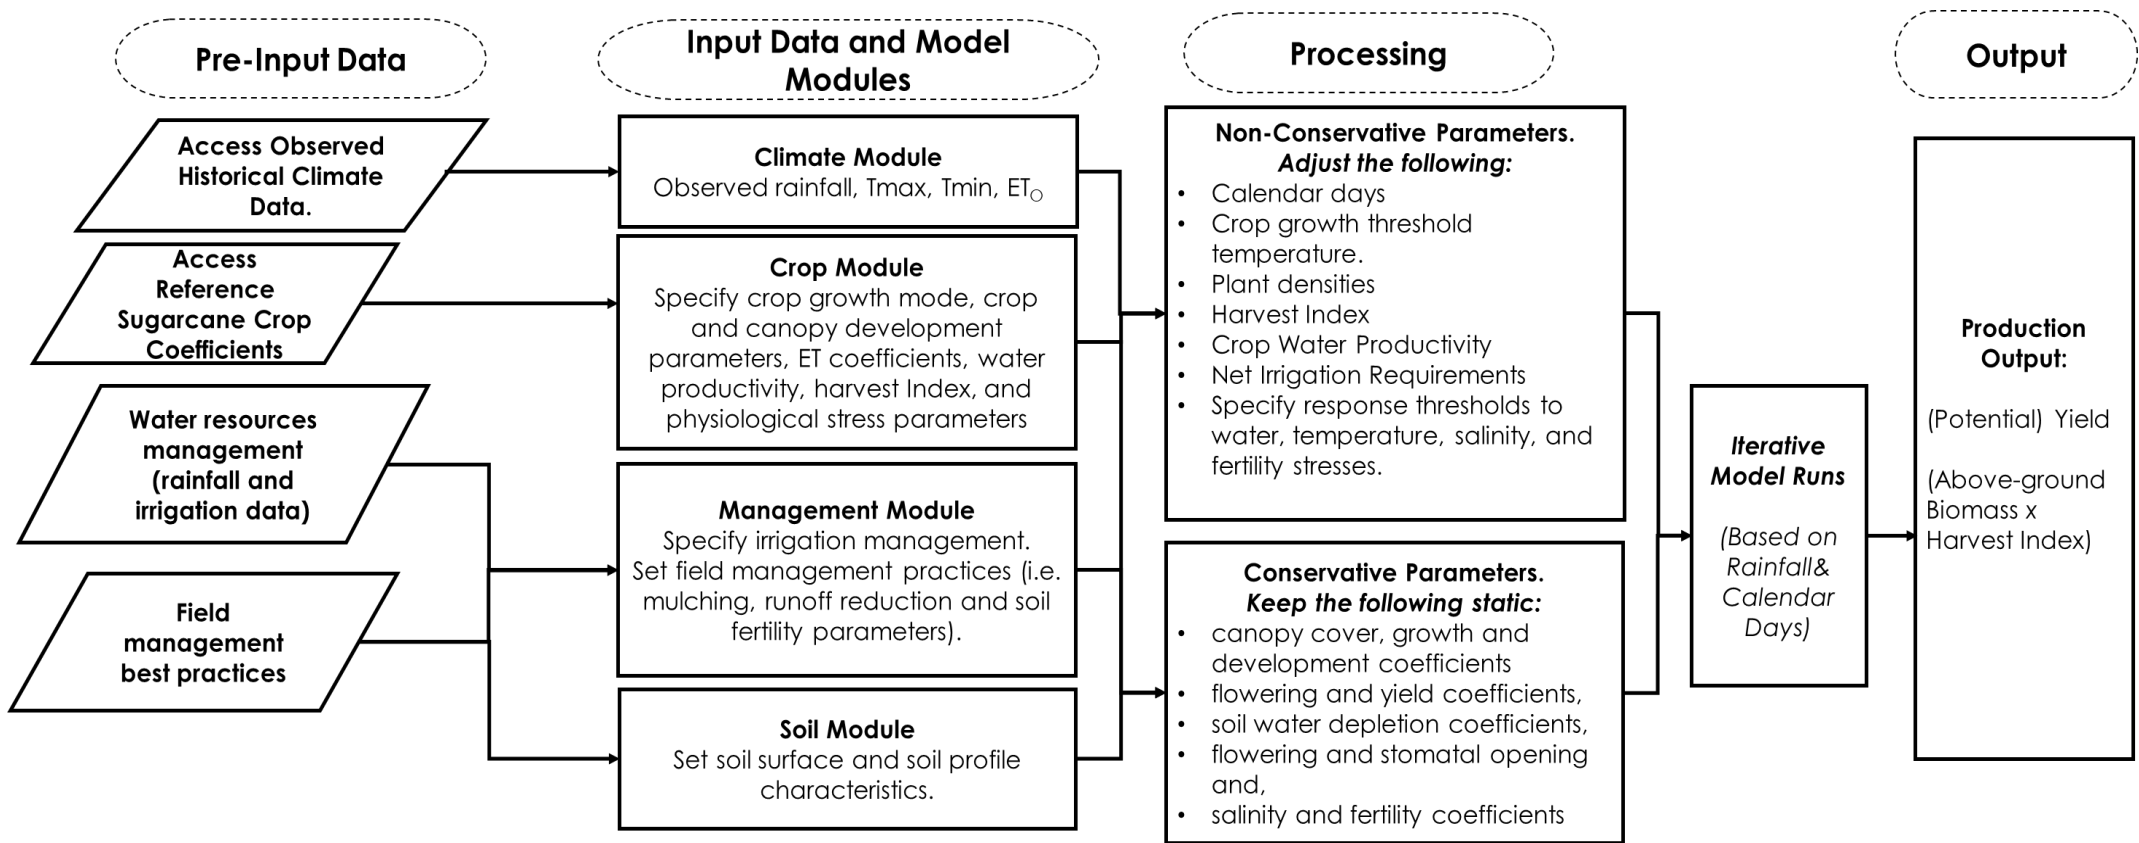 Pre-Input Data
Input Data and Model
Modules
Processing
Output
Access Observed
Historical Climate
Data.
Access
Reference
Sugarcane Crop
Coefficients
Water resources
management
(rainfall and
irrigation data)
Field
management
best practices
Climate Module
Observed rainfall, Tmax, Tmin, ETO
Crop Module
Specify crop growth mode, crop
and canopy development
parameters, ET coefficients, water
productivity, harvest Index, and
physiological stress parameters
Management Module
Specify irrigation management.
Set field management practices (i.e.
mulching, runoff reduction and soil
fertility parameters).
Soil Module
Set soil surface and soil profile
characteristics.
Non-Conservative Parameters.
Adjust the following:
• Calendar days
• Crop growth threshold
temperature.
• Plant densities
• Harvest Index
• Crop Water Productivity
• Net Irrigation Requirements
• Specify response thresholds to
water, temperature, salinity, and
fertility stresses.
Conservative Parameters.
Keep the following static:
• canopy cover, growth and
development coefficients
• flowering and yield coefficients,
• soil water depletion coefficients,
• flowering and stomatal opening
and,
• salinity and fertility coefficients
Iterative
Model Runs
(Based on
Rainfall&
Calendar
Days)
Production
Output:
(Potential) Yield
(Above-ground
Biomass x
Harvest Index)